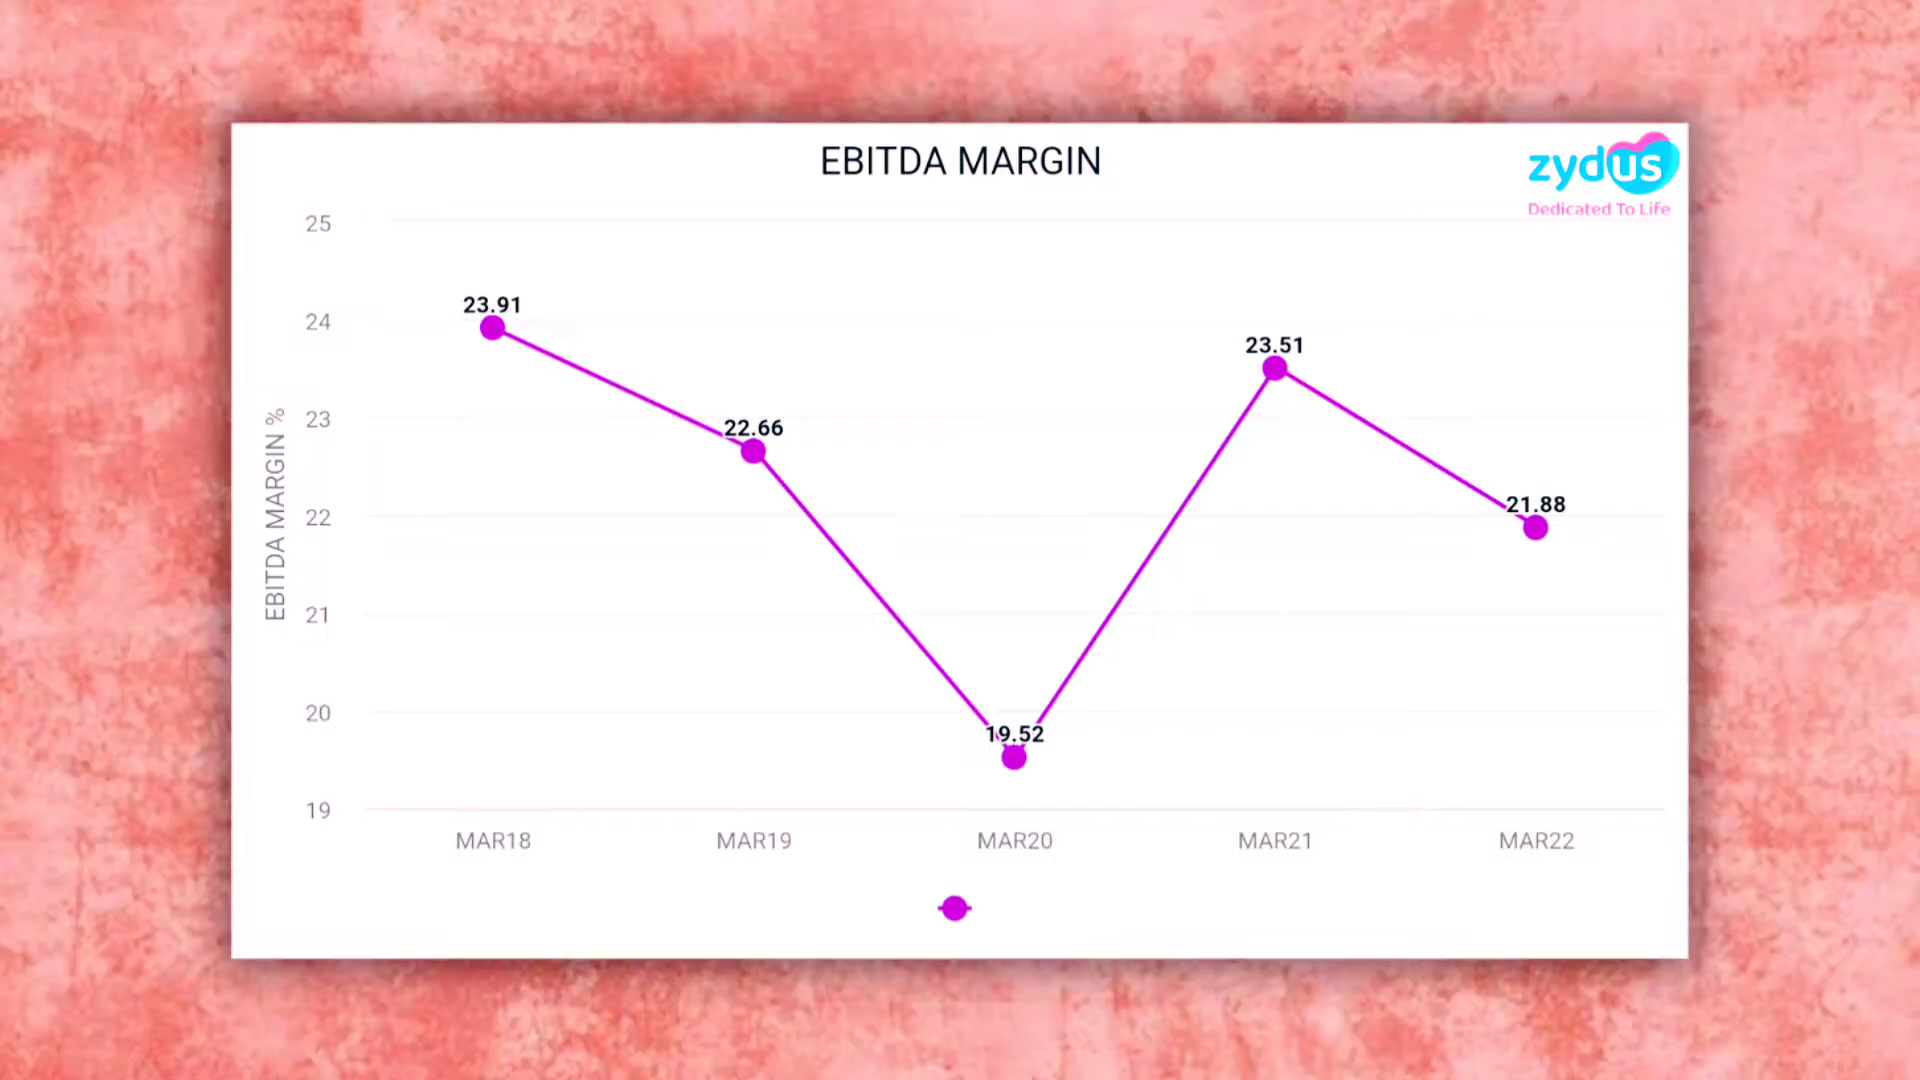 EBITDA MARGIN
zydus
Dedicated To Life
25
24
23
22
21
20
19
EBITDA MARGIN %
23.91
22.66
19.52
23.51
21.88
MAR18 MAR19 MAR20 MAR21 MAR22